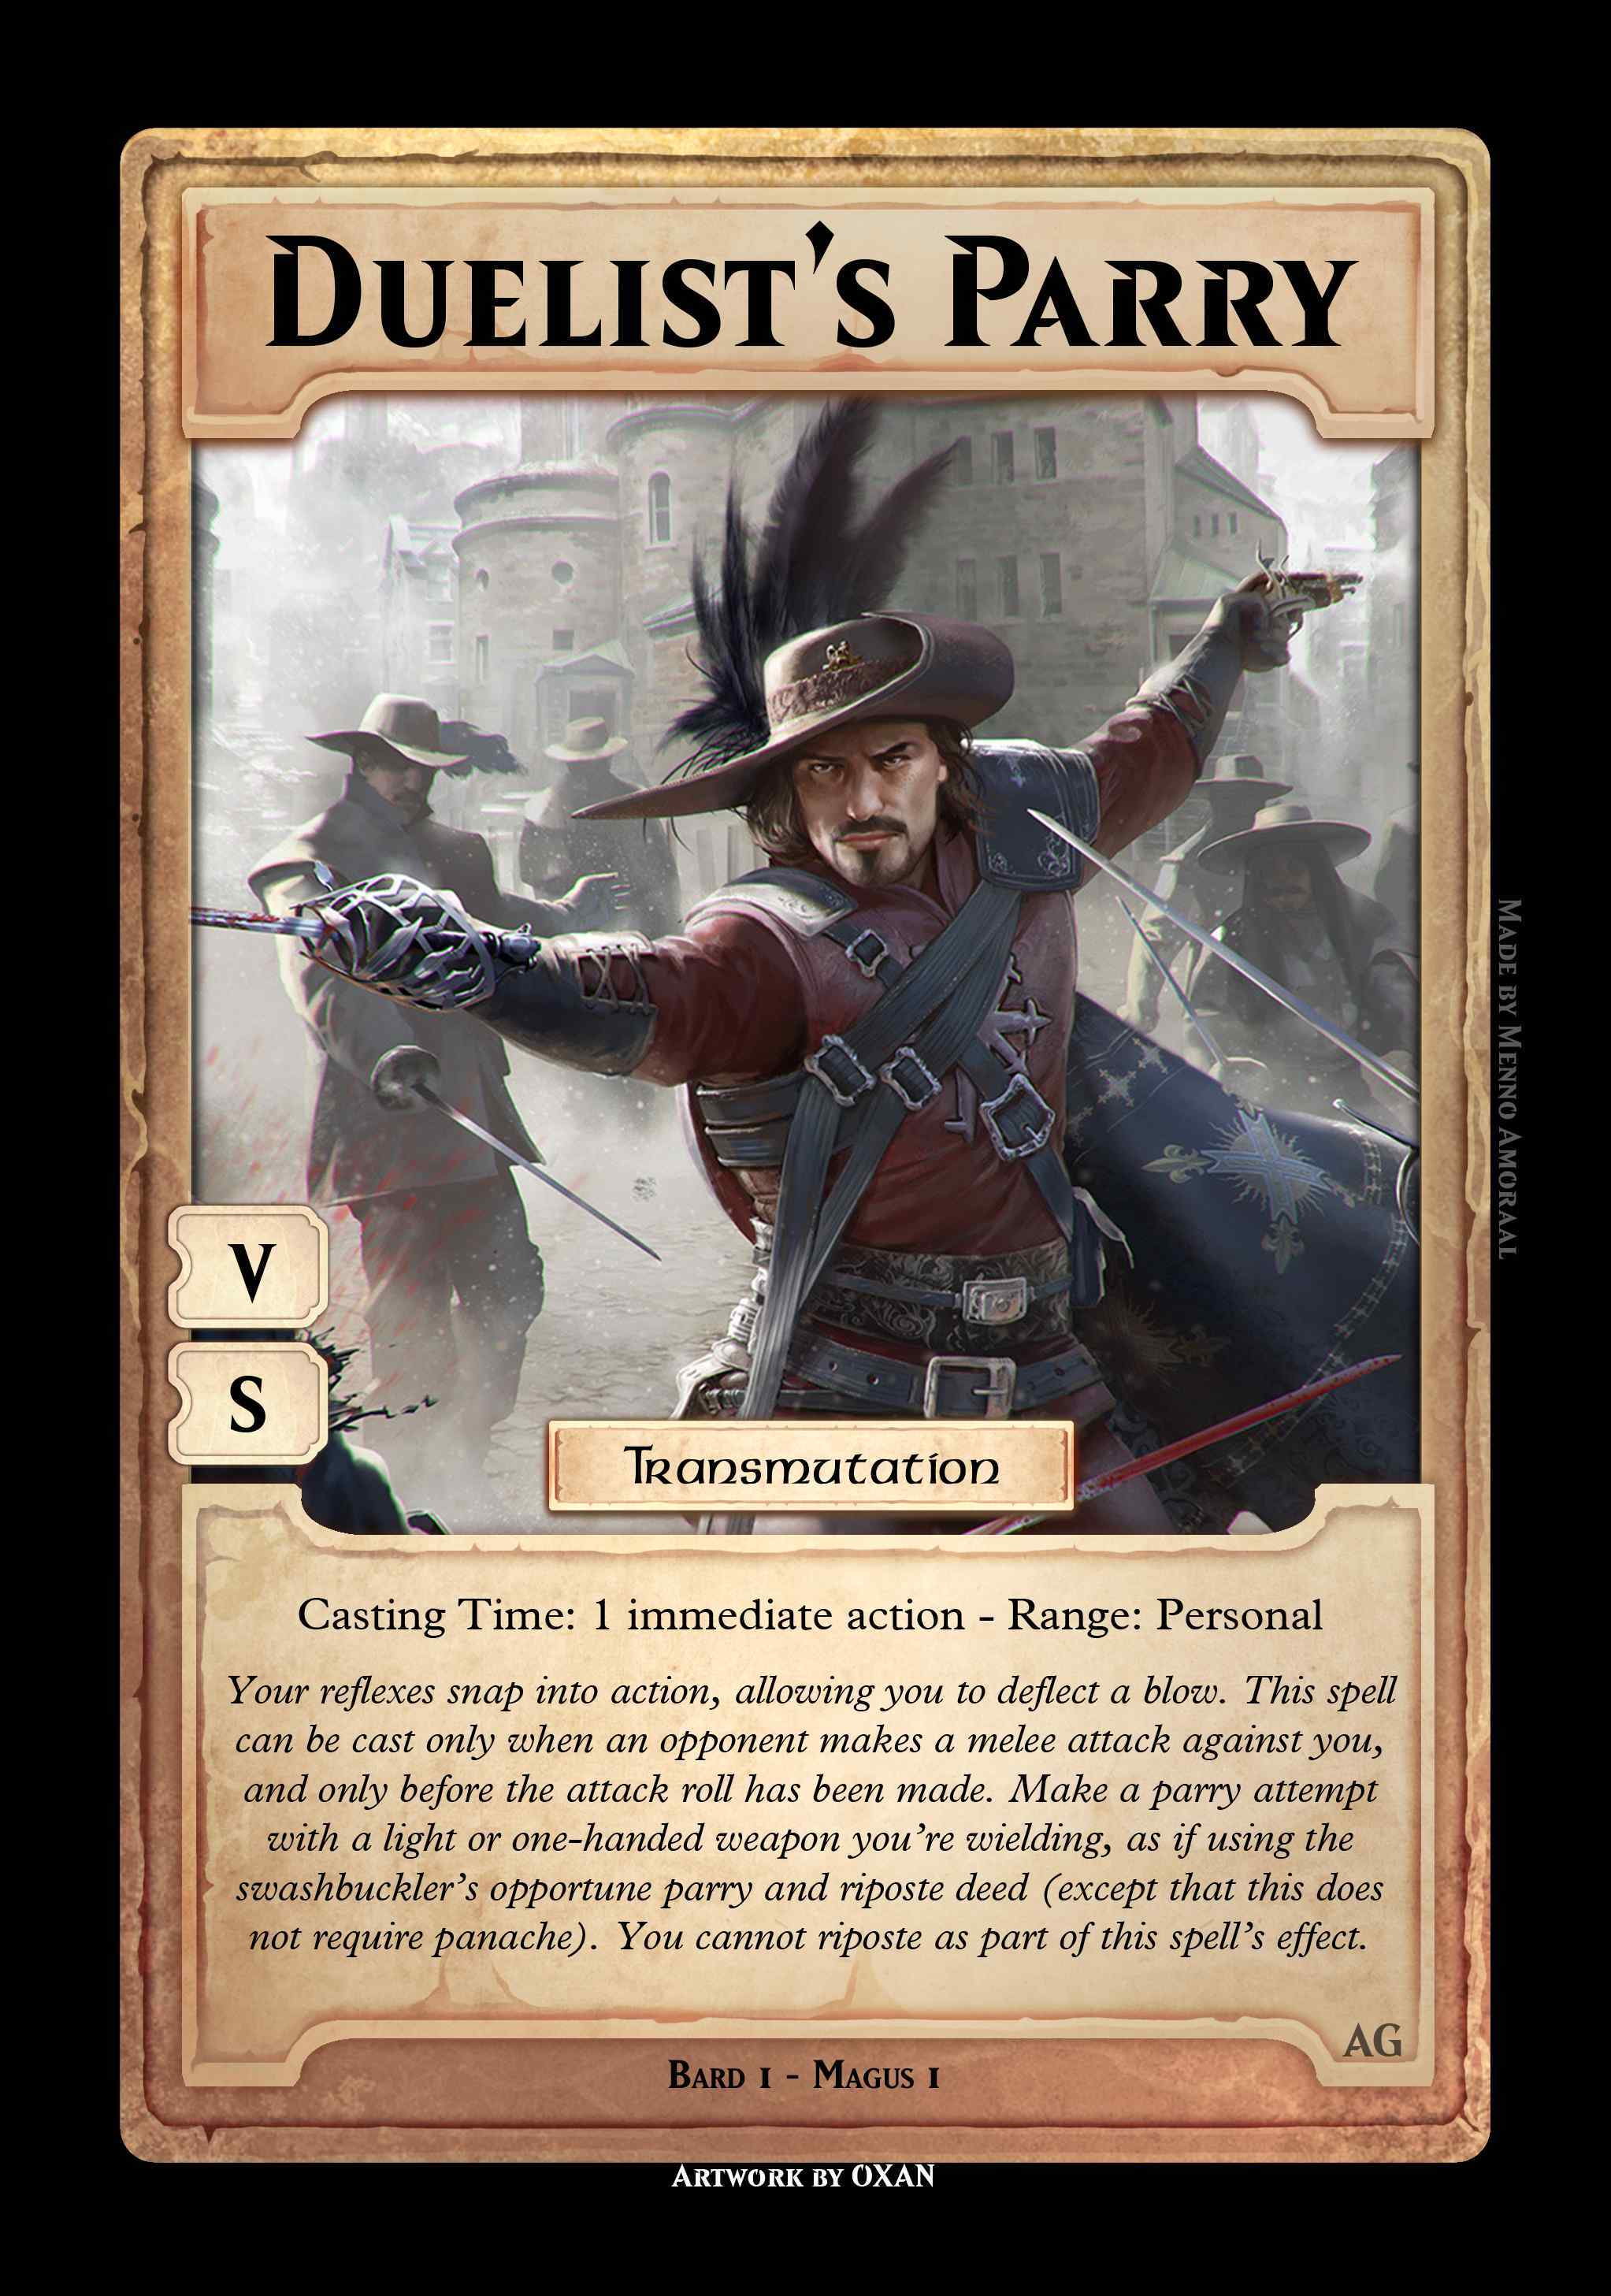 Duelist's Parry
V
S
Transmutation
Casting Time: 1 immediate action - Range: Personal
Your reflexes snap into action, allowing you to deflect a blow. This spell
can be cast only when an opponent makes a melee attack against you,
and only before the attack roll has been made. Make a parry attempt
with a light or one-handed weapon you're wielding, as if using the
swashbuckler's opportune parry and riposte deed (except that this does
not require panache). You cannot riposte as part of this spell's effect.
AG
Bard 1 - Magus 1
Artwork by OXAN
Made by Menno Amoraal